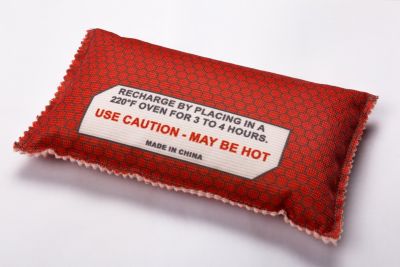 RECHARGE BY PLACING IN A
220°F OVEN FOR 3 TO 4 HOURS.
USE CAUTION - MAY BE HOT
MADE IN CHINA